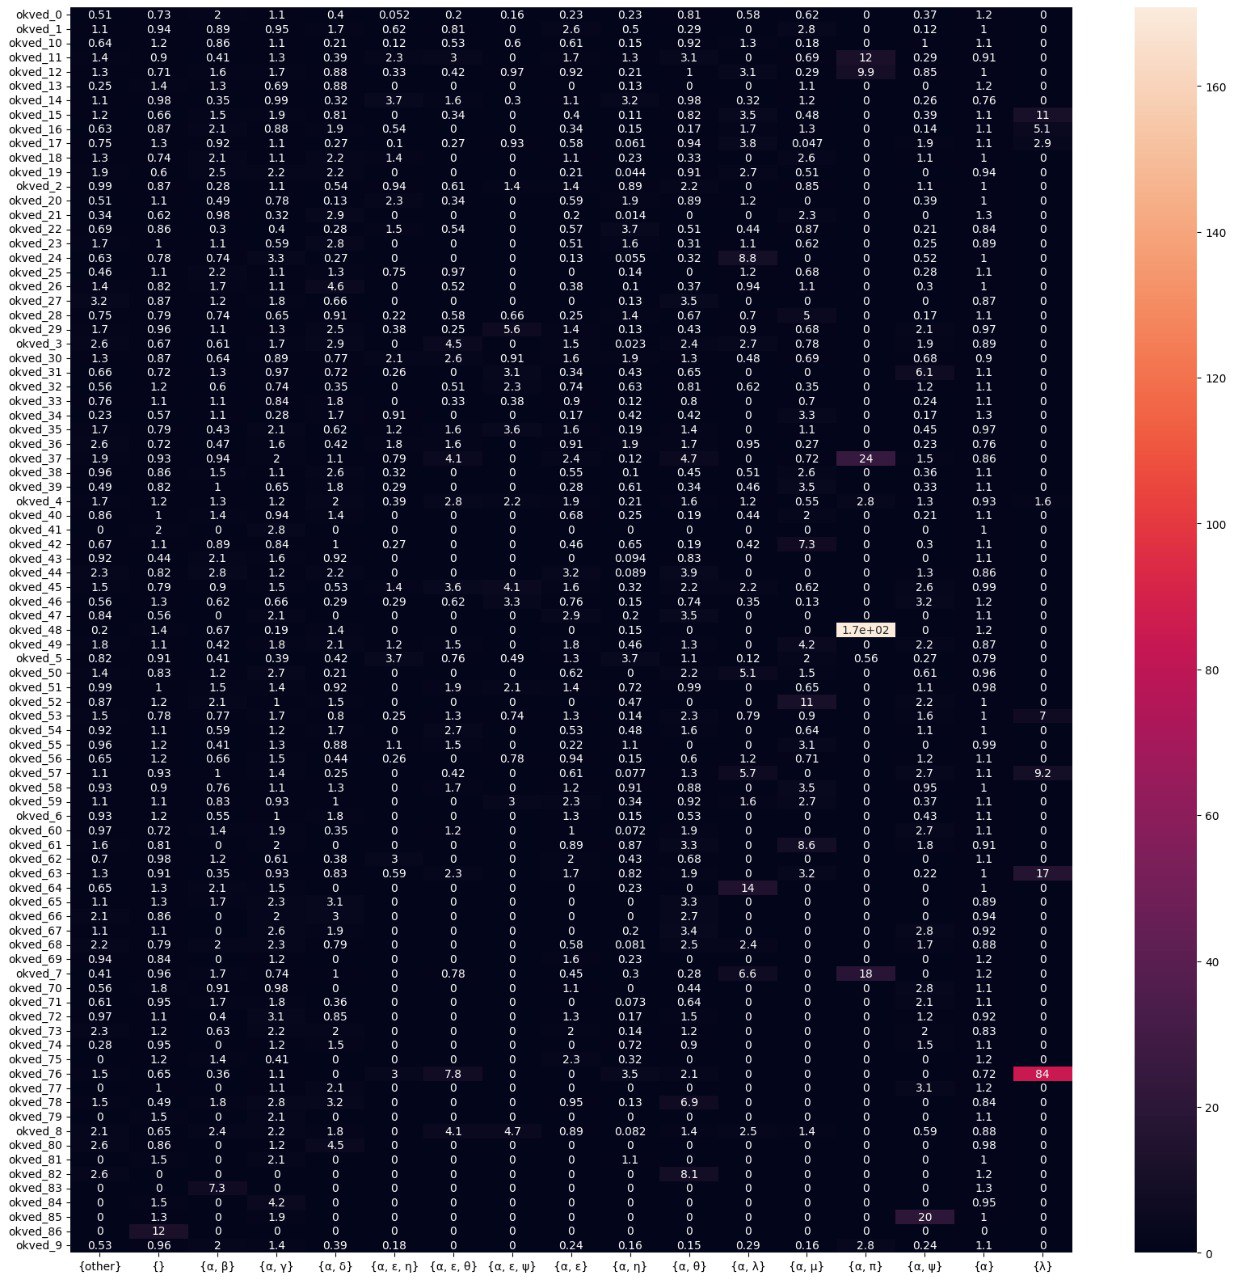 okved_0 0.51 0.73 2 1.1 0.4 0.052 0.2 0.16 0.23 0.23 0.81 0.58 0.62 0 0.37 1.2 0
okved_1 1.1 0.94 0.89 0.95 1.7 0.62 0.81 0 2.6 0.5 0.29 0 2.8 0 0.12 1 0
okved_10 0.64 1.2 0.86 1.1 0.21 0.12 0.53 0.6 0.61 0.15 0.92 1.3 0.18 0 1 1.1 0
okved_11 1.4 0.9 0.41 1.3 0.39 2.3 3 0 1.7 1.3 3.1 0 0.69 12 0.29 0.91 0
okved_12 1.3 0.71 1.6 1.7 0.88 0.33 0.42 0.97 0.92 0.21 1 3.1 0.29 9.9 0.85 1 0
okved_13 0.25 1.4 1.3 0.69 0.88 0 0 0 0 0.13 0 0 1.1 0 0 1.2 0
okved_14 1.1 0.98 0.35 0.99 0.32 3.7 1.6 0.3 1.1 3.2 0.98 0.32 1.2 0 0.26 0.76 0
okved_15 1.2 0.66 1.5 1.9 0.81 0 0.34 0 0.4 0.11 0.82 3.5 0.48 0 0.39 1.1 11
okved_16 0.63 0.87 2.1 0.88 1.9 0.54 0 0 0.34 0.15 0.17 1.7 1.3 0 0.14 1.1 5.1
okved_17 0.75 1.3 0.92 1.1 0.27 0.1 0.27 0.93 0.58 0.061 0.94 3.8 0.047 0 1.9 1.1 2.9
okved_18 1.3 0.74 2.1 1.1 2.2 1.4 0 0 1.1 0.23 0.33 0 2.6 0 1.1 1 0
okved_19 1.9 0.6 2.5 2.2 2.2 0 0 0 0.21 0.044 0.91 2.7 0.51 0 0 0.94 0
okved_2 0.99 0.87 0.28 1.1 0.54 0.94 0.61 1.4 1.4 0.89 2.2 0 0.85 0 1.1 1 0
okved_20 0.51 1.1 0.49 0.78 0.13 2.3 0.34 0 0.59 1.9 0.89 1.2 0 0 0.39 1 0
okved_21 0.34 0.62 0.98 0.32 2.9 0 0 0 0.2 0.014 0 0 2.3 0 0 1.3 0
okved_22 0.69 0.86 0.3 0.4 0.28 1.5 0.54 0 0.57 3.7 0.51 0.44 0.87 0 0.21 0.84 0
okved_23 1.7 1 1.1 0.59 2.8 0 0 0 0.51 1.6 0.31 1.1 0.62 0 0.25 0.89 0
okved_24 0.63 0.78 0.74 3.3 0.27 0 0 0 0.13 0.055 0.32 8.8 0 0 0.52 1 0
okved_25 0.46 1.1 2.2 1.1 1.3 0.75 0.97 0 0 0.14 0 1.2 0.68 0 0.28 1.1 0
okved_26 1.4 0.82 1.7 1.1 4.6 0 0.52 0 0.38 0.1 0.37 0.94 1.1 0 0.3 1 0
okved_27 3.2 0.87 1.2 1.8 0.66 0 0 0 0 0.13 3.5 0 0 0 0 0.87 0
okved_28 0.75 0.79 0.74 0.65 0.91 0.22 0.58 0.66 0.25 1.4 0.67 0.7 5 0 0.17 1.1 0
okved_29 1.7 0.96 1.1 1.3 2.5 0.38 0.25 5.6 1.4 0.13 0.43 0.9 0.68 0 2.1 0.97 0
okved_3 2.6 0.67 0.61 1.7 2.9 0 4.5 0 1.5 0.023 2.4 2.7 0.78 0 1.9 0.89 0
okved_30 1.3 0.87 0.64 0.89 0.77 2.1 2.6 0.91 1.6 1.9 1.3 0.48 0.69 0 0.68 0.9 0
okved_31 0.66 0.72 1.3 0.97 0.72 0.26 0 3.1 0.34 0.43 0.65 0 0 0 6.1 1.1 0
okved_32 0.56 1.2 0.6 0.74 0.35 0 0.51 2.3 0.74 0.63 0.81 0.62 0.35 0 1.2 1.1 0
okved_33 0.76 1.1 1.1 0.84 1.8 0 0.33 0.38 0.9 0.12 0.8 0 0.7 0 0.24 1.1 0
okved_34 0.23 0.57 1.1 0.28 1.7 0.91 0 0 0.17 0.42 0.42 0 3.3 0 0.17 1.3 0
okved_35 1.7 0.79 0.43 2.1 0.62 1.2 1.6 3.6 1.6 0.19 1.4 0 1.1 0 0.45 0.97 0
okved_36 2.6 0.72 0.47 1.6 0.42 1.8 1.6 0 0.91 1.9 1.7 0.95 0.27 0 0.23 0.76 0
okved_37 1.9 0.93 0.94 2 1.1 0.79 4.1 0 2.4 0.12 4.7 0 0.72 24 1.5 0.86 0
okved_38 0.96 0.86 1.5 1.1 2.6 0.32 0 0 0.55 0.1 0.45 0.51 2.6 0 0.36 1.1 0
okved_39 0.49 0.82 1 0.65 1.8 0.29 0 0 0.28 0.61 0.34 0.46 3.5 0 0.33 1.1 0
okved_4 1.7 1.2 1.3 1.2 2 0.39 2.8 2.2 1.9 0.21 1.6 1.2 0.55 2.8 1.3 0.93 1.6
okved_40 0.86 1 1.4 0.94 1.4 0 0 0 0.68 0.25 0.19 0.44 2 0 0.21 1.1 0
okved_41 0 2 0 2.8 0 0 0 0 0 0 0 0 0 0 0 1 0
okved_42 0.67 1.1 0.89 0.84 1 0.27 0 0 0.46 0.65 0.19 0.42 7.3 0 0.3 1.1 0
okved_43 0.92 0.44 2.1 1.6 0.92 0 0 0 0 0.094 0.83 0 0 0 0 1.1 0
okved_44 2.3 0.82 2.8 1.2 2.2 0 0 0 3.2 0.089 3.9 0 0 0 1.3 0.86 0
okved_45 1.5 0.79 0.9 1.5 0.53 1.4 3.6 4.1 1.6 0.32 2.2 2.2 0.62 0 2.6 0.99 0
okved_46 0.56 1.3 0.62 0.66 0.29 0.29 0.62 3.3 0.76 0.15 0.74 0.35 0.13 0 3.2 1.2 0
okved_47 0.84 0.56 0 2.1 0 0 0 0 2.9 0.2 3.5 0 0 0 0 1.1 0
okved_48 0.2 1.4 0.67 0.19 1.4 0 0 0 0 0.15 0 0 0 1.7e+02 0 1.2 0
okved_49 1.8 1.1 0.42 1.8 2.1 1.2 1.5 0 1.8 0.46 1.3 0 4.2 0 2.2 0.87 0
okved_5 0.82 0.91 0.41 0.39 0.42 3.7 0.76 0.49 1.3 3.7 1.1 0.12 2 0.56 0.27 0.79 0
okved_50 1.4 0.83 1.2 2.7 0.21 0 0 0 0.62 0 2.2 5.1 1.5 0 0.61 0.96 0
okved_51 0.99 1 1.5 1.4 0.92 0 1.9 2.1 1.4 0.72 0.99 0 0.65 0 1.1 0.98 0
okved_52 0.87 1.2 2.1 1 1.5 0 0 0 0 0.47 0 0 11 0 2.2 1 0
okved_53 1.5 0.78 0.77 1.7 0.8 0.25 1.3 0.74 1.3 0.14 2.3 0.79 0.9 0 1.6 1 7
okved_54 0.92 1.1 0.59 1.2 1.7 0 2.7 0 0.53 0.48 1.6 0 0.64 0 1.1 1 0
okved_55 0.96 1.2 0.41 1.3 0.88 1.1 1.5 0 0.22 1.1 0 0 3.1 0 0 0.99 0
okved_56 0.65 1.2 0.66 1.5 0.44 0.26 0 0.78 0.94 0.15 0.6 1.2 0.71 0 1.2 1.1 0
okved_57 1.1 0.93 1 1.4 0.25 0 0.42 0 0.61 0.077 1.3 5.7 0 0 2.7 1.1 9.2
okved_58 0.93 0.9 0.76 1.1 1.3 0 1.7 0 1.2 0.91 0.88 0 3.5 0 0.95 1 0
okved_59 1.1 1.1 0.83 0.93 1 0 0 3 2.3 0.34 0.92 1.6 2.7 0 0.37 1.1 0
okved_6 0.93 1.2 0.55 1 1.8 0 0 0 1.3 0.15 0.53 0 0 0 0.43 1.1 0
okved_60 0.97 0.72 1.4 1.9 0.35 0 1.2 0 1 0.072 1.9 0 0 0 2.7 1.1 0
okved_61 1.6 0.81 0 2 0 0 0 0 0.89 0.87 3.3 0 8.6 0 1.8 0.91 0
okved_62 0.7 0.98 1.2 0.61 0.38 3 0 0 2 0.43 0.68 0 0 0 0 1.1 0
okved_63 1.3 0.91 0.35 0.93 0.83 0.59 2.3 0 1.7 0.82 1.9 0 3.2 0 0.22 1 17
okved_64 0.65 1.3 2.1 1.5 0 0 0 0 0 0.23 0 14 0 0 0 1 0
okved_65 1.1 1.3 1.7 2.3 3.1 0 0 0 0 0 3.3 0 0 0 0 0.89 0
okved_66 2.1 0.86 0 2 3 0 0 0 0 0 2.7 0 0 0 0 0.94 0
okved_67 1.1 1.1 0 2.6 1.9 0 0 0 0 0.2 3.4 0 0 0 2.8 0.92 0
okved_68 2.2 0.79 2 2.3 0.79 0 0 0 0.58 0.081 2.5 2.4 0 0 1.7 0.88 0
okved_69 0.94 0.84 0 1.2 0 0 0 0 1.6 0.23 0 0 0 0 0 1.2 0
okved_7 0.41 0.96 1.7 0.74 1 0 0.78 0 0.45 0.3 0.28 6.6 0 18 0 1.2 0
okved_70 0.56 1.8 0.91 0.98 0 0 0 0 1.1 0 0.44 0 0 0 2.8 1.1 0
okved_71 0.61 0.95 1.7 1.8 0.36 0 0 0 0 0.073 0.64 0 0 0 2.1 1.1 0
okved_72 0.97 1.1 0.4 3.1 0.85 0 0 0 1.3 0.17 1.5 0 0 0 1.2 0.92 0
okved_73 2.3 1.2 0.63 2.2 2 0 0 0 2 0.14 1.2 0 0 0 2 0.83 0
okved_74 0.28 0.95 0 1.2 1.5 0 0 0 0 0.72 0.9 0 0 0 1.5 1.1 0
okved_75 0 1.2 1.4 0.41 0 0 0 0 2.3 0.32 0 0 0 0 0 1.2 0
okved_76 1.5 0.65 0.36 1.1 0 3 7.8 0 0 3.5 2.1 0 0 0 0 0.72 84
okved_77 0 1 0 1.1 2.1 0 0 0 0 0 0 0 0 0 3.1 1.2 0
okved_78 1.5 0.49 1.8 2.8 3.2 0 0 0 0.95 0.13 6.9 0 0 0 0 0.84 0
okved_79 0 1.5 0 2.1 0 0 0 0 0 0 0 0 0 0 0 1.1 0
okved_8 2.1 0.65 2.4 2.2 1.8 0 4.1 4.7 0.89 0.082 1.4 2.5 1.4 0 0.59 0.88 0
okved_80 2.6 0.86 0 1.2 4.5 0 0 0 0 0 0 0 0 0 0 0.98 0
okved_81 0 1.5 0 2.1 0 0 0 0 0 1.1 0 0 0 0 0 1 0
okved_82 2.6 0 0 0 0 0 0 0 0 0 8.1 0 0 0 0 1.2 0
okved_83 0 0 7.3 0 0 0 0 0 0 0 0 0 0 0 0 1.3 0
okved_84 0 1.5 0 4.2 0 0 0 0 0 0 0 0 0 0 0 0.95 0
okved_85 0 1.3 0 1.9 0 0 0 0 0 0 0 0 0 0 20 1 0
okved_86 0 12 0 0 0 0 0 0 0 0 0 0 0 0 0 0 0
okved_9 0.53 0.96 2 1.4 0.39 0.18 0 0 0.24 0.16 0.15 0.29 0.16 2.8 0.24 1.1 0
{other} {} {α, β} {α, γ} {α, δ} {α, ε, η} {α, ε, θ} {α, ε, ψ} {α, ε} {α, η} {α, θ} {α, λ} {α, μ} {α, π} {α, ψ} {α} {λ}
160
140
120
100
80
60
40
20
0